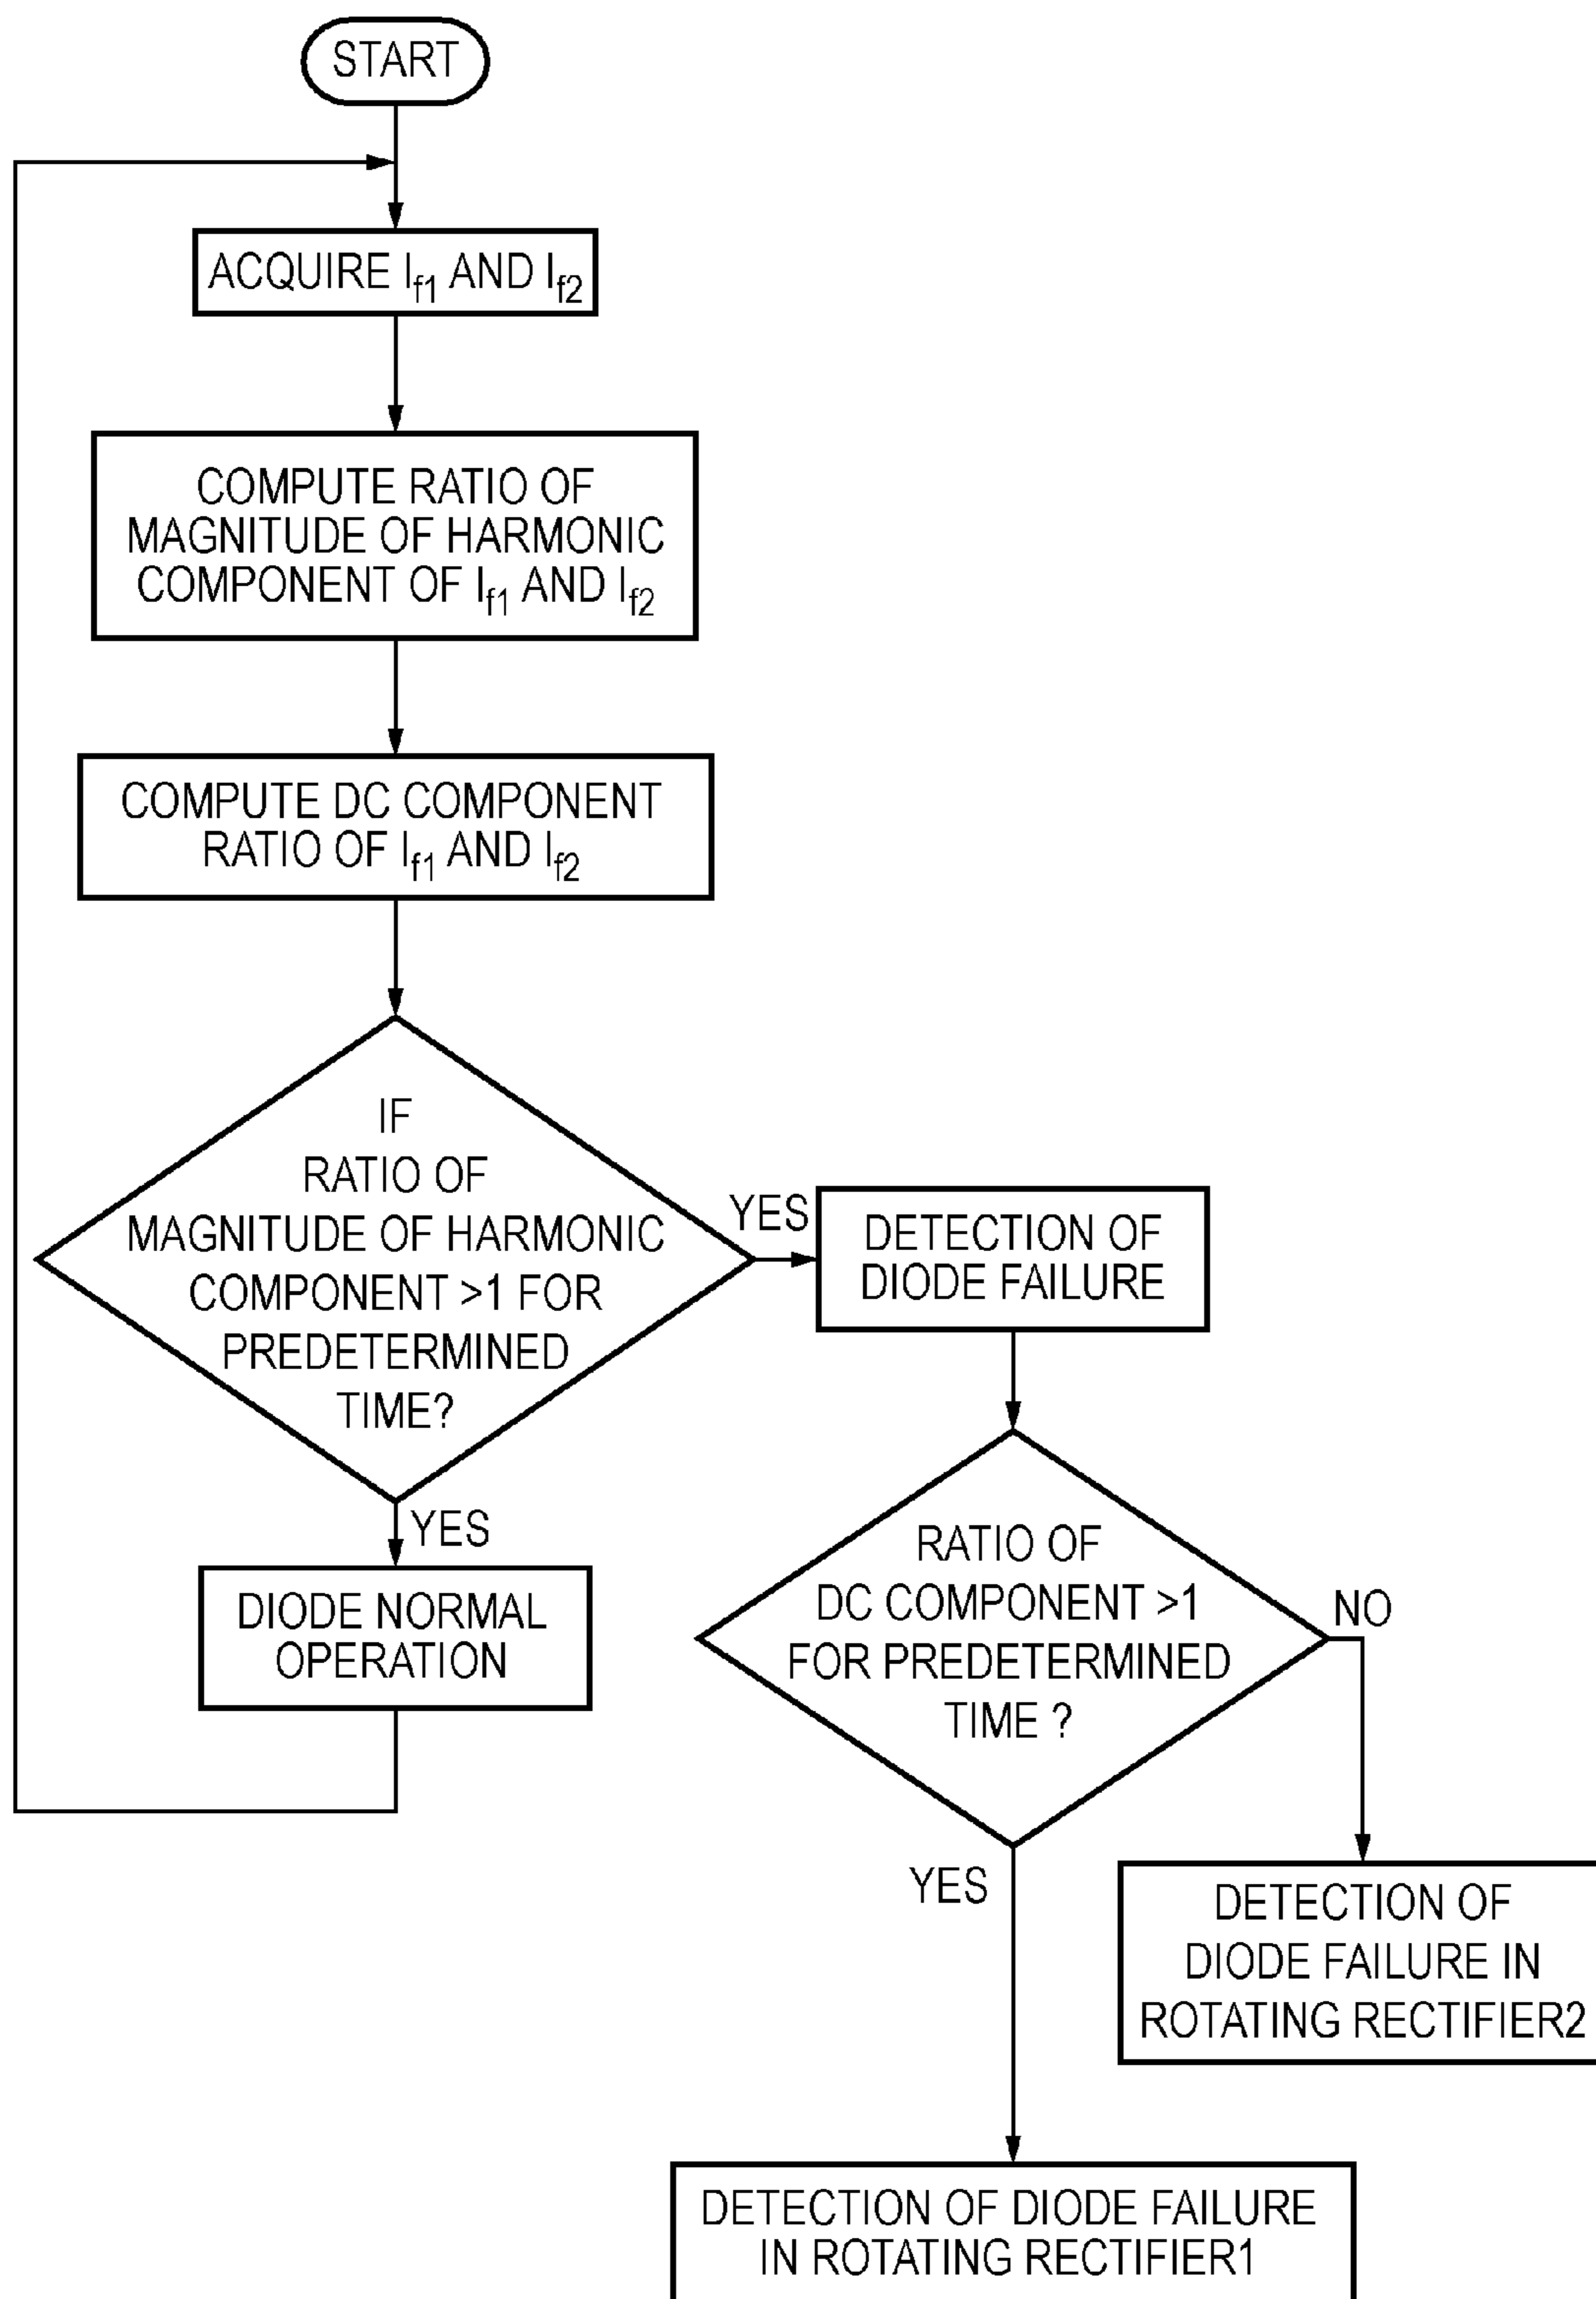 START
ACQUIRE If1 AND If2
COMPUTE RATIO OF
MAGNITUDE OF HARMONIC
COMPONENT OF If1 AND If2
COMPUTE DC COMPONENT
RATIO OF If1 AND If2
IF
RATIO OF
MAGNITUDE OF HARMONIC
COMPONENT >1 FOR
PREDETERMINED
TIME?
YES
DETECTION OF
DIODE FAILURE
YES
DIODE NORMAL
OPERATION
RATIO OF
DC COMPONENT >1
FOR PREDETERMINED
TIME ?
NO
YES
DETECTION OF
DIODE FAILURE IN
ROTATING RECTIFIER2
DETECTION OF DIODE FAILURE
IN ROTATING RECTIFIER1